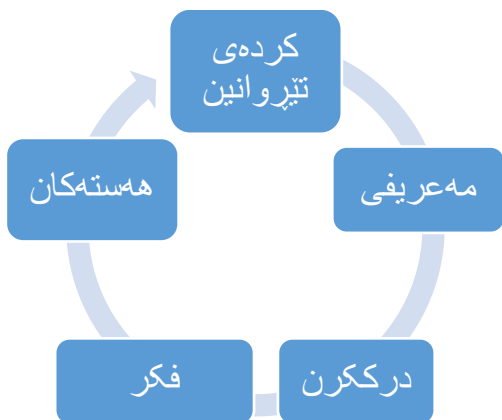 کردەی
تێڕوانین
مەعریفی
درککرن
فکر
هەستەکان